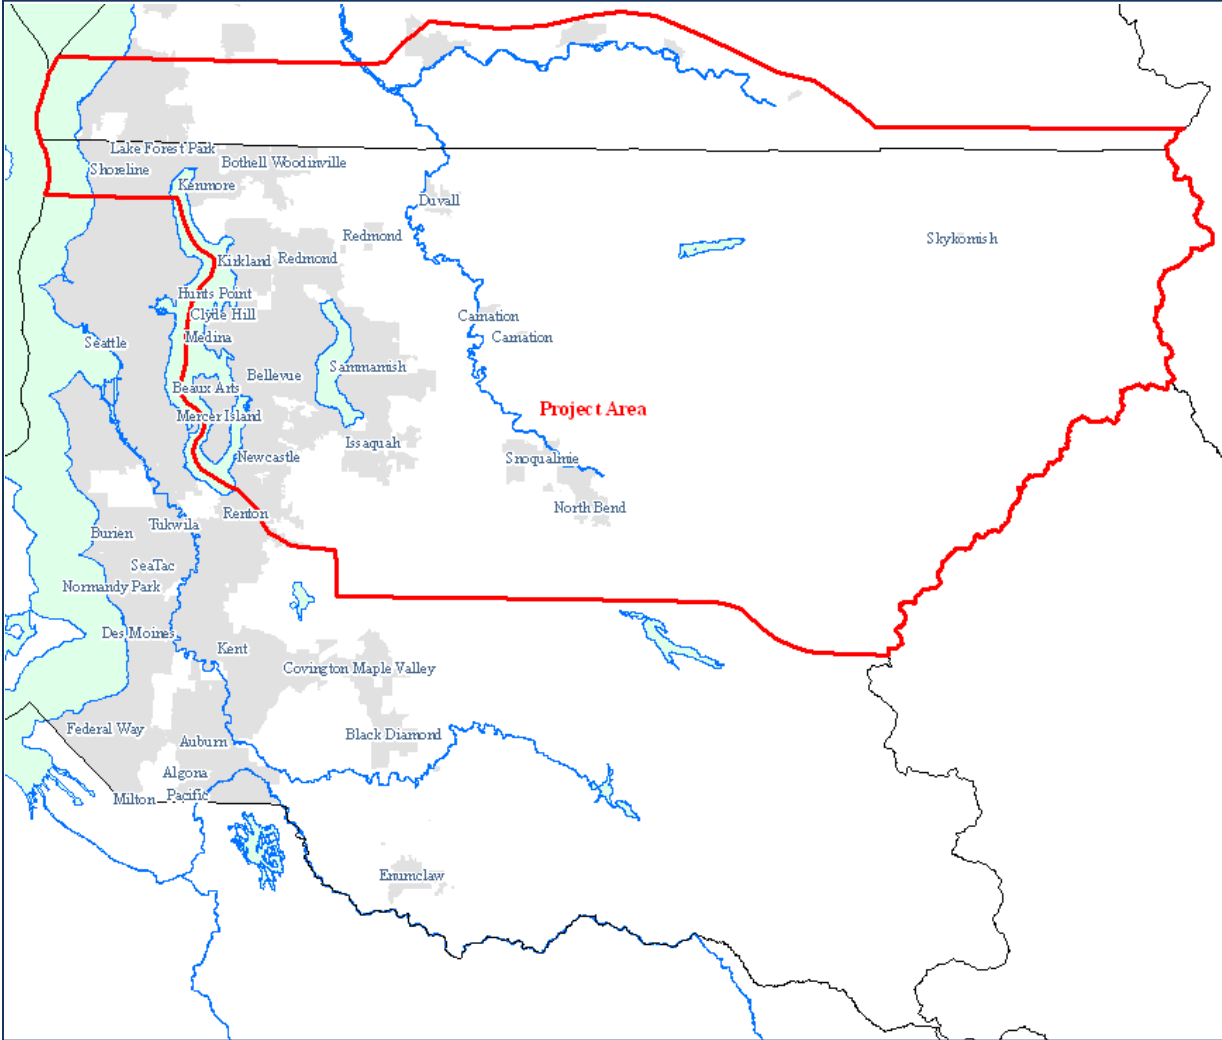 Lake Forest Park
Bothell Woodinville
Shoreline
Kenmore
Duvall
Redmond
Skykomish
Kirkland
Redmond
Hunts Point
Clyde Hill
Carnation
Medina
Carnation
Seattle
Sammamish
Bellevue
Beaux Arts
Project Area
Mercer Island
Issaquah
Newcastle
Snoqualmie
North Bend
Renton
Tukwila
Burien
SeaTac
Normandy Park
Des Moines
Kent
Covington Maple Valley
Federal Way
Black Diamond
Auburn
Algona
Pacific
Milton
Enumclaw